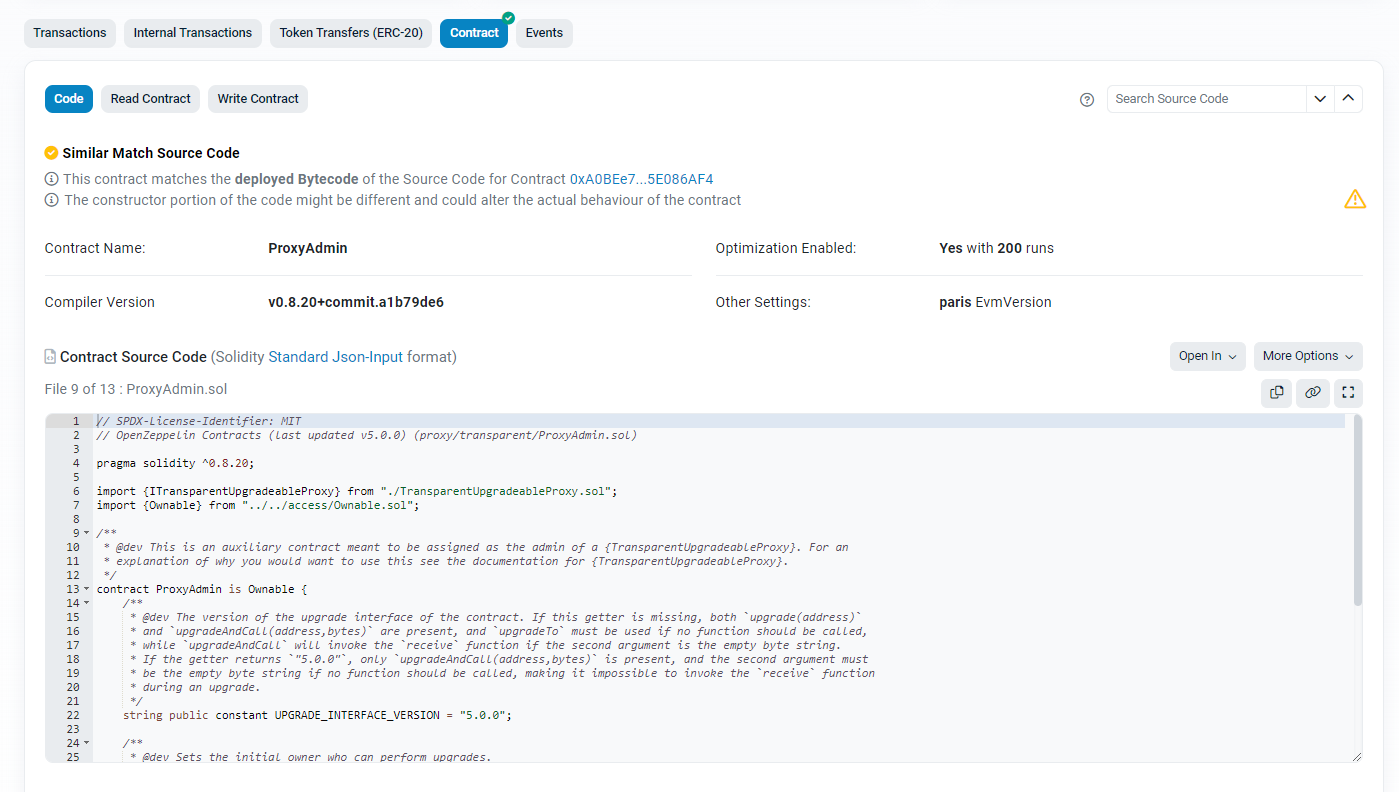 Transactions
Internal Transactions
Token Transfers (ERC-20)
Contract
Events
Code
Read Contract
Write Contract
Search Source Code
Similar Match Source Code
This contract matches the deployed Bytecode of the Source Code for Contract 0xA0BEe7...5E086AF4
The constructor portion of the code might be different and could alter the actual behaviour of the contract
Contract Name:
ProxyAdmin
Optimization Enabled:
Yes with 200 runs
Compiler Version
v0.8.20+commit.a1b79de6
Other Settings:
paris EvmVersion
Contract Source Code (Solidity Standard Json-Input format)
Open In
More Options
File 9 of 13 : ProxyAdmin.sol
1 // SPDX-License-Identifier: MIT
2 // OpenZeppelin Contracts (last updated v5.0.0) (proxy/transparent/ProxyAdmin.sol)
3
4 pragma solidity ^0.8.20;
5
6 import {ITransparentUpgradeableProxy} from "./TransparentUpgradeableProxy.sol";
7 import {Ownable} from "../../access/Ownable.sol";
8
9 /**
10 * @dev This is an auxiliary contract meant to be assigned as the admin of a {TransparentUpgradeableProxy}. For an
11 * explanation of why you would want to use this see the documentation for {TransparentUpgradeableProxy}.
12 */
13 contract ProxyAdmin is Ownable {
14 /**
15 * @dev The version of the upgrade interface of the contract. If this getter is missing, both `upgrade(address)`
16 * and `upgradeAndCall(address,bytes)` are present, and `upgradeTo` must be used if no function should be called,
17 * while `upgradeAndCall` will invoke the `receive` function if the second argument is the empty byte string.
18 * If the getter returns `"5.0.0"`, only `upgradeAndCall(address,bytes)` is present, and the second argument must
19 * be the empty byte string if no function should be called, making it impossible to invoke the `receive` function
20 * during an upgrade.
21 */
22 string public constant UPGRADE_INTERFACE_VERSION = "5.0.0";
23
24 /**
25 * @dev Sets the initial owner who can perform upgrades.